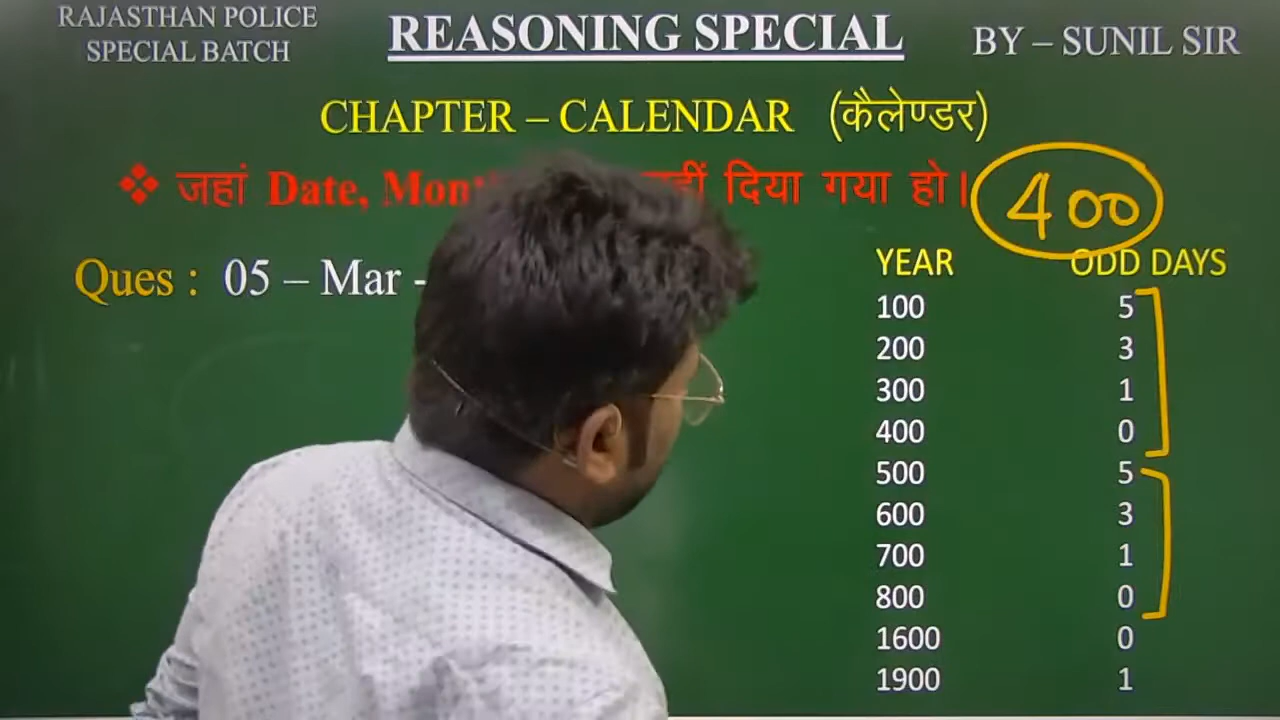 RAJASTHAN POLICE
SPECIAL BATCH
REASONING SPECIAL
BY – SUNIL SIR
CHAPTER – CALENDAR (कैलेण्डर)
❖ जहां Date, Mon दिया गया हो।
400
Ques : 05 – Mar -
YEAR ODD DAYS
100 5
200 3
300 1
400 0
500 5
600 3
700 1
800 0
1600 0
1900 1